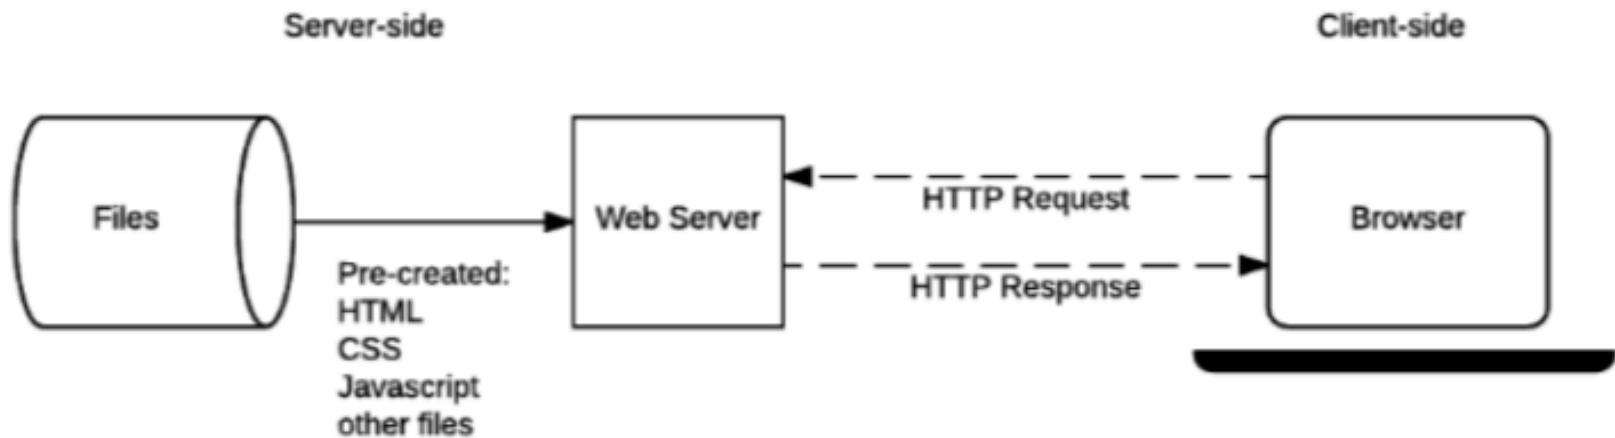 Server-side
Client-side
Files
Web Server
HTTP Request
HTTP Response
Browser
Pre-created:
HTML
CSS
Javascript
other files